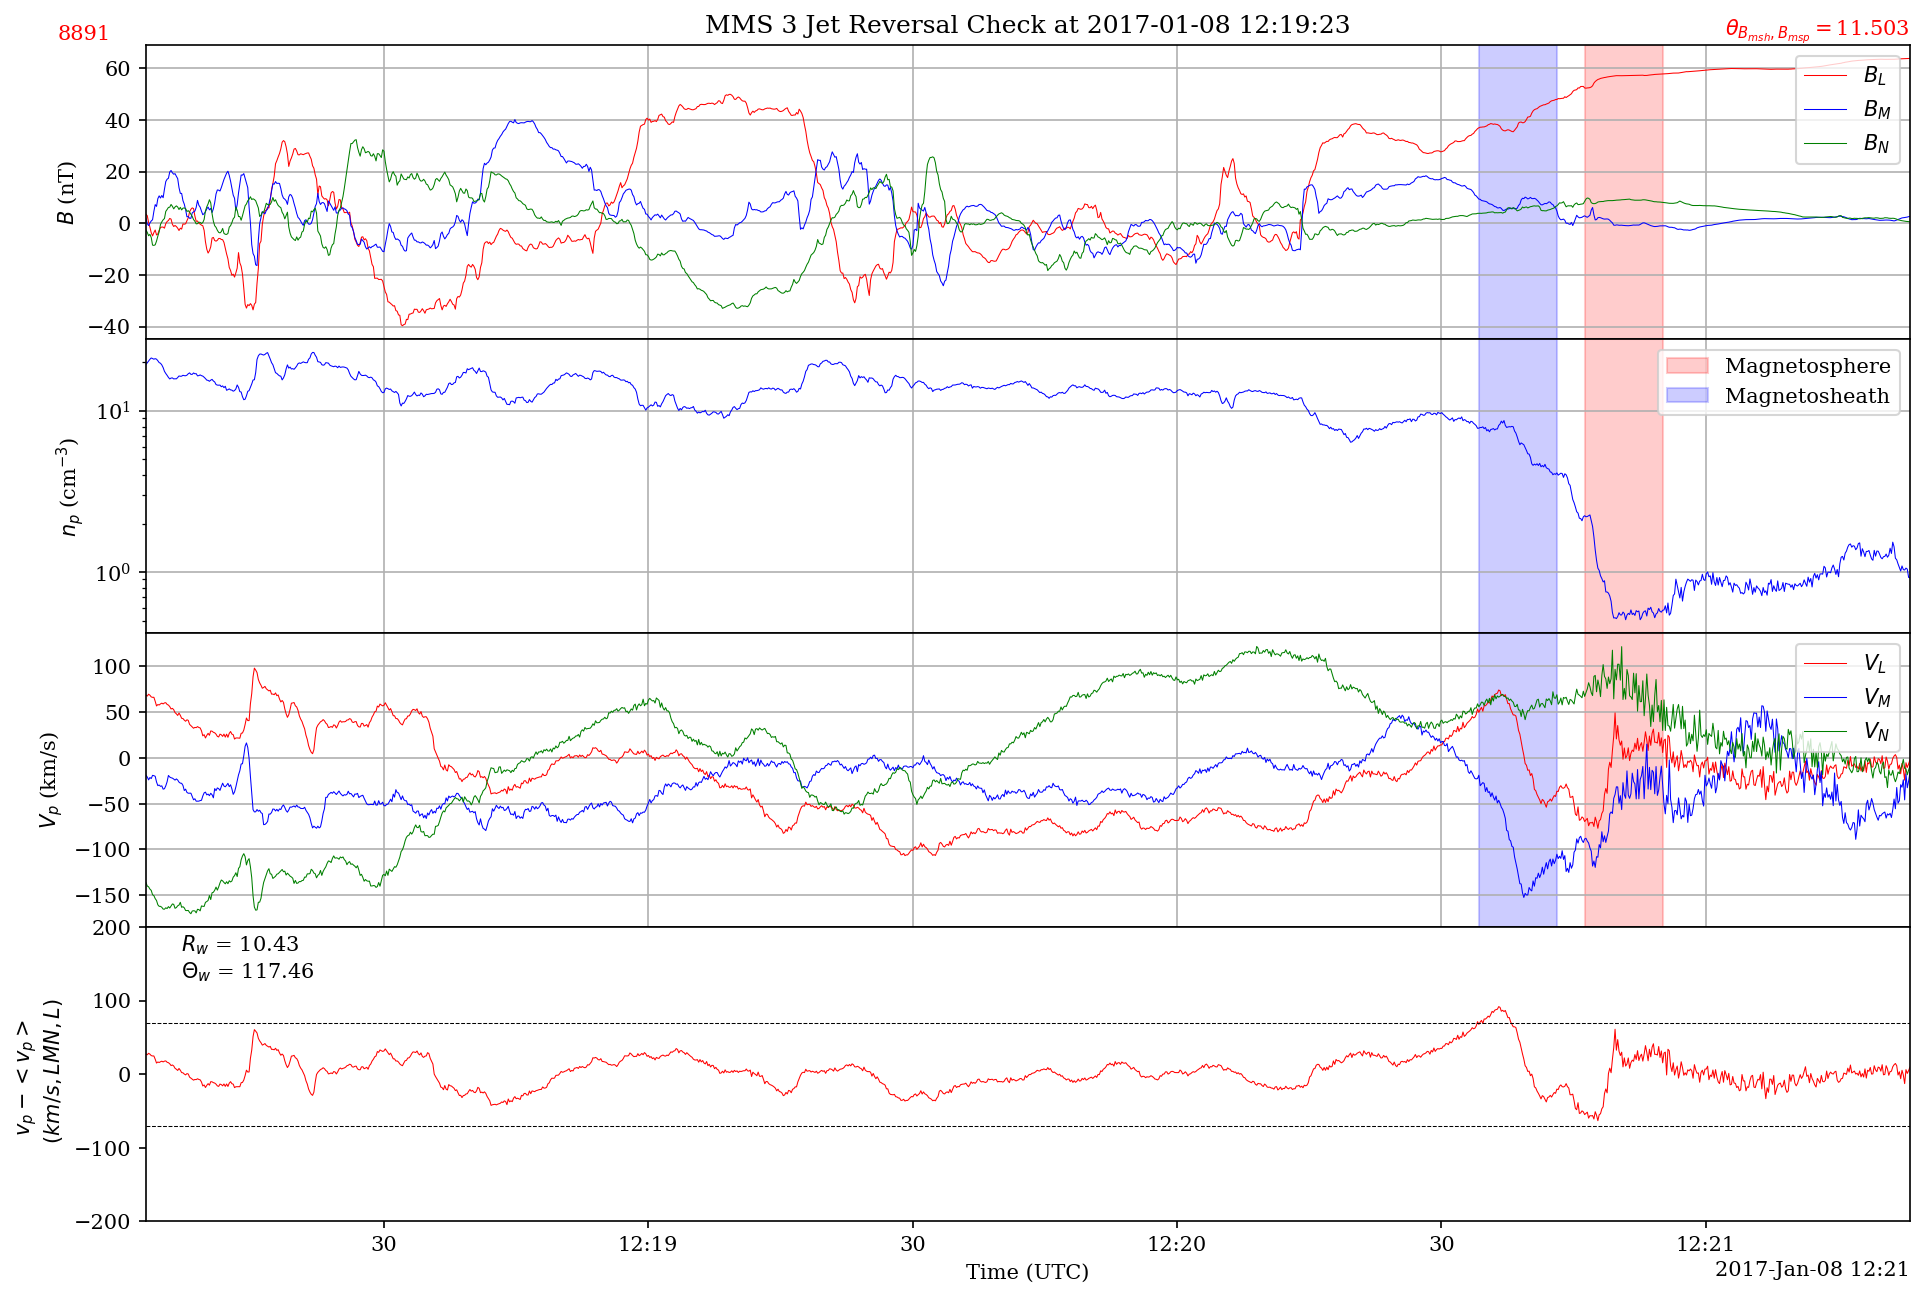 MMS 3 Jet Reversal Check at 2017-01-08 12:19:23
8891
θ_{B_{msh}, B_{msp}} = 11.503
60
40
20
0
−20
−40
B (nT)
B_L
B_M
B_N
10^1
10^0
n_p (cm^{−3})
Magnetosphere
Magnetosheath
100
50
0
−50
−100
−150
V_p (km/s)
V_L
V_M
V_N
200
100
0
−100
−200
v_p − < v_p >
(km/s, LMN, L)
R_w = 10.43
Θ_w = 117.46
30 12:19 30 12:20 30 12:21
Time (UTC)
2017-Jan-08 12:21